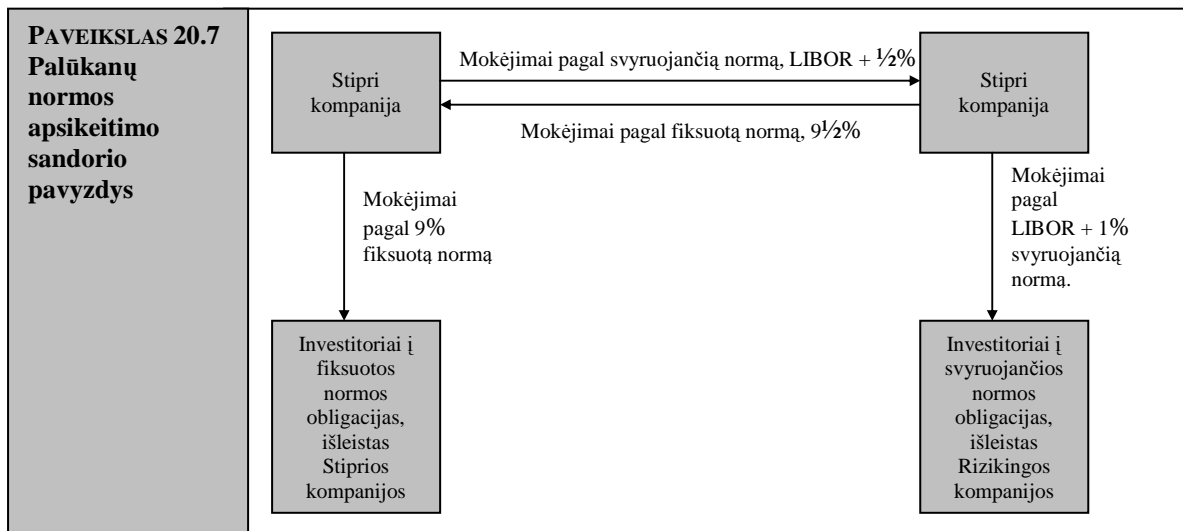 PAVEIKSLAS 20.7
Palūkanų
normos
apsikeitimo
sandorio
pavyzdys
Stipri
kompanija
Mokėjimai pagal svyruojančią normą, LIBOR + ½%
Mokėjimai pagal fiksuotą normą, 9½%
Stipri
kompanija
Mokėjimai
pagal 9%
fiksuotą normą
Mokėjimai
pagal
LIBOR + 1%
svyruojančią
normą.
Investitoriai į
fiksuotos
normos
obligacijas,
išleistas
Stiprios
kompanijos
Investitoriai į
svyruojančios
normos
obligacijas,
išleistas
Rizikingos
kompanijos